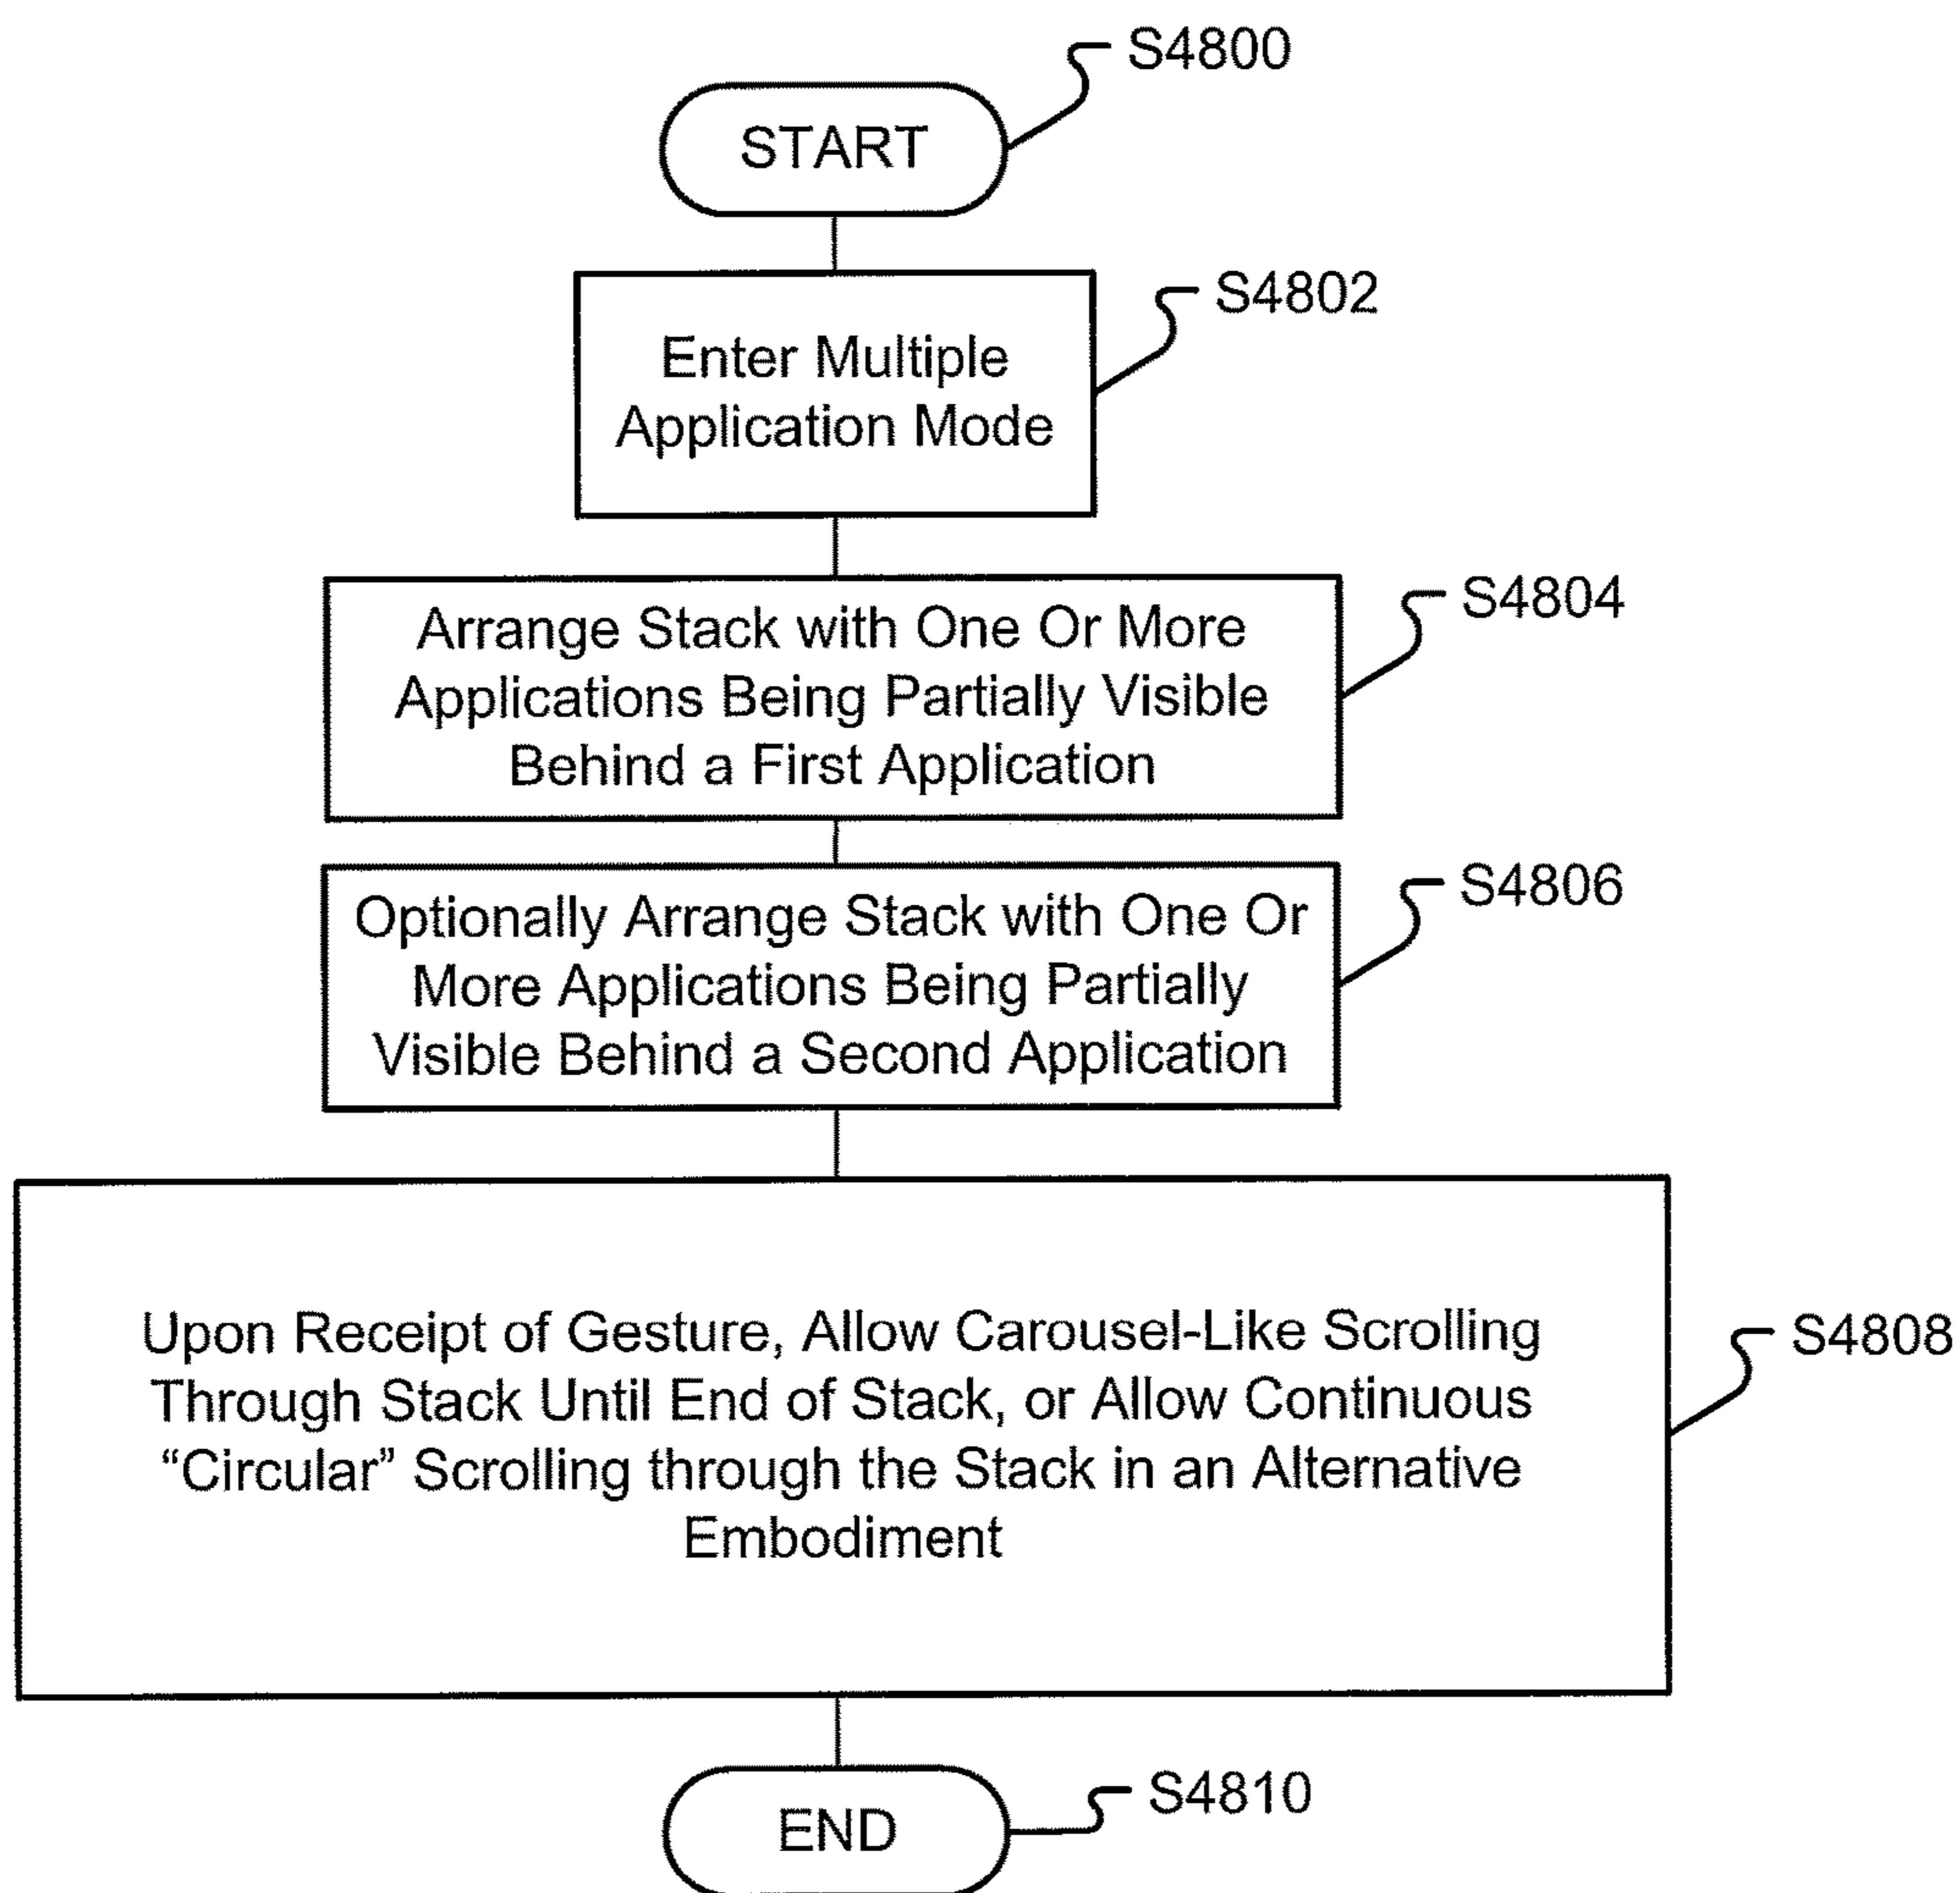 S4800
START
S4802
Enter Multiple
Application Mode
S4804
Arrange Stack with One Or More
Applications Being Partially Visible
Behind a First Application
S4806
Optionally Arrange Stack with One Or
More Applications Being Partially
Visible Behind a Second Application
S4808
Upon Receipt of Gesture, Allow Carousel-Like Scrolling
Through Stack Until End of Stack, or Allow Continuous
“Circular” Scrolling through the Stack in an Alternative
Embodiment
S4810
END